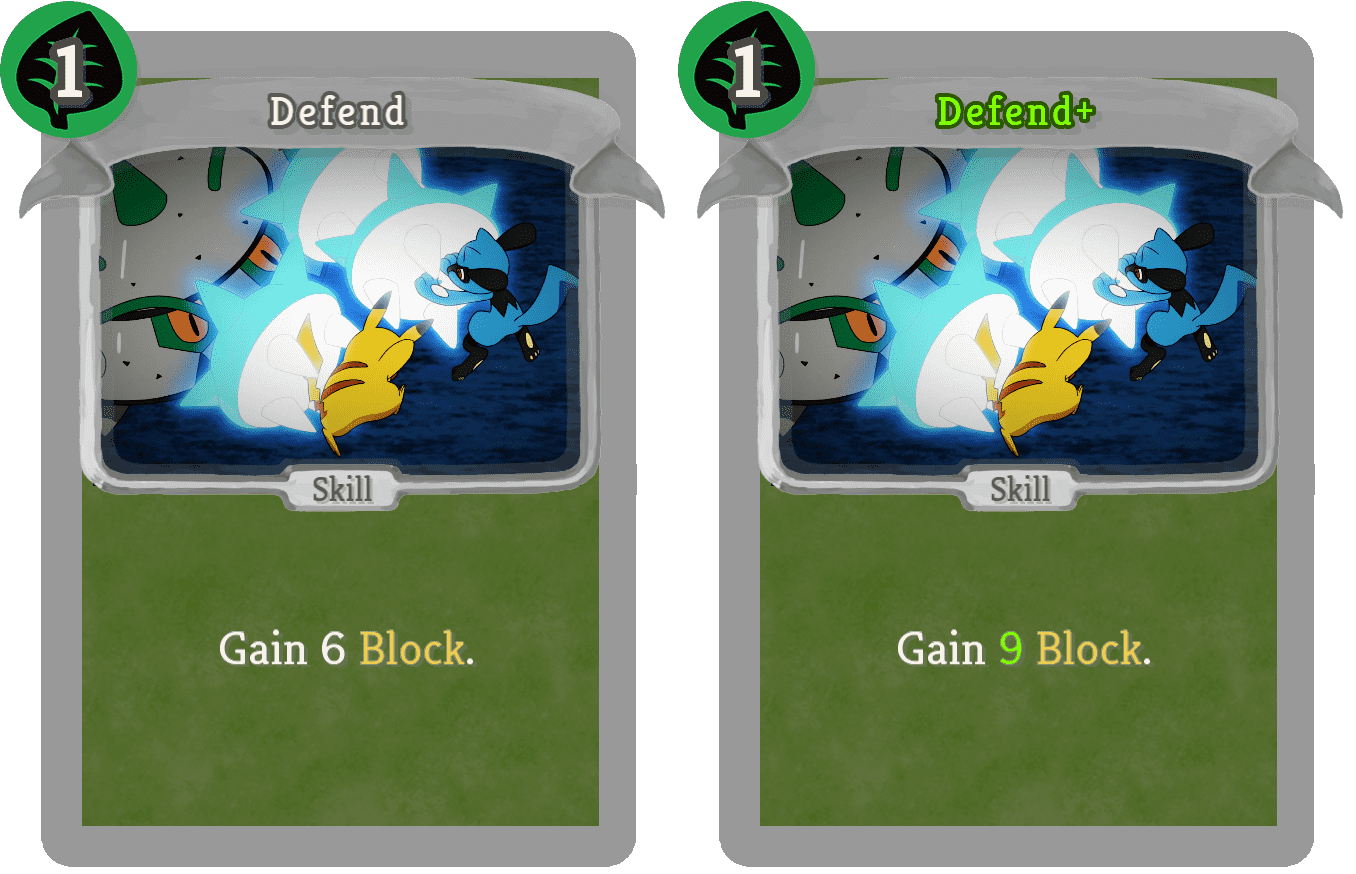 1
Defend
Skill
Gain 6 Block.
1
Defend+
Skill
Gain 9 Block.